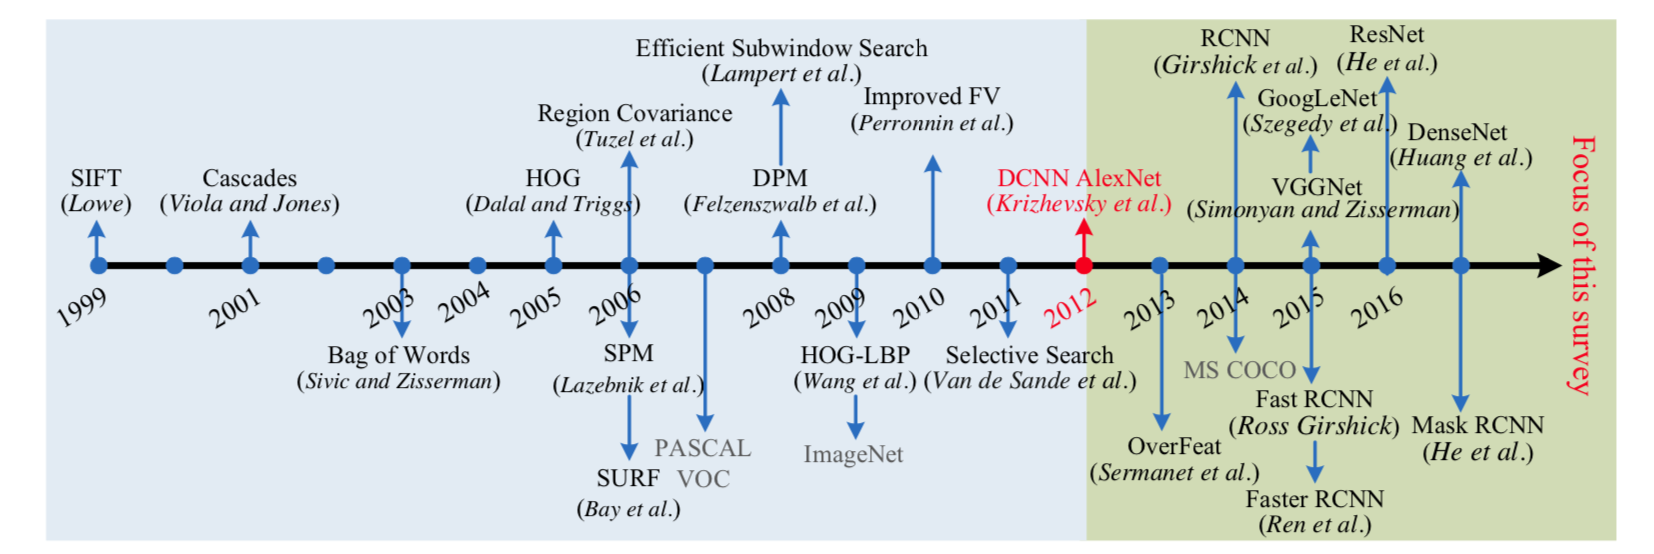 Efficient Subwindow Search
(Lampert et al.)
Region Covariance
(Tuzel et al.)
Improved FV
(Perronnin et al.)
RCNN
(Girshick et al.)
ResNet
(He et al.)
GoogLeNet
(Szegedy et al.)
DenseNet
(Huang et al.)
SIFT
(Lowe)
Cascades
(Viola and Jones)
HOG
(Dalal and Triggs)
DPM
(Felzenszwalb et al.)
DCNN AlexNet
(Krizhevsky et al.)
VGGNet
(Simonyan and Zisserman)
Focus of this survey
1999
2001
2003
2004
2005
2006
2008
2009
2010
2011
2012
2013
2014
2015
2016
Bag of Words
(Sivic and Zisserman)
SPM
(Lazebnik et al.)
SURF
(Bay et al.)
PASCAL
VOC
HOG-LBP
(Wang et al.)
ImageNet
Selective Search
(Van de Sande et al.)
OverFeat
(Sermanet et al.)
MS COCO
Fast RCNN
(Ross Girshick)
Faster RCNN
(Ren et al.)
Mask RCNN
(He et al.)